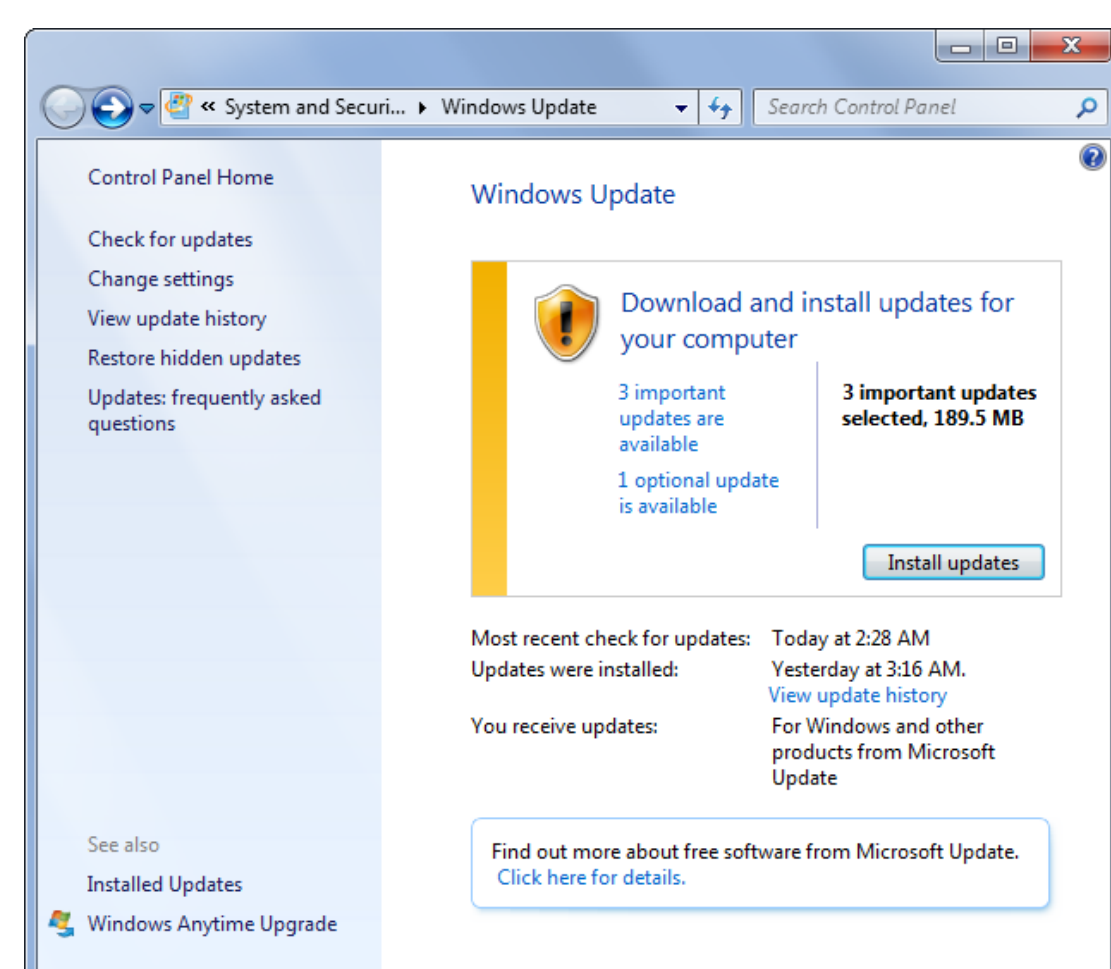 « System and Securi... ▸ Windows Update
Search Control Panel
Control Panel Home
Check for updates
Change settings
View update history
Restore hidden updates
Updates: frequently asked
questions
See also
Installed Updates
Windows Anytime Upgrade
Windows Update
Download and install updates for
your computer
3 important
updates are
available
1 optional update
is available
3 important updates
selected, 189.5 MB
Install updates
Most recent check for updates: Today at 2:28 AM
Updates were installed: Yesterday at 3:16 AM.
View update history
You receive updates: For Windows and other
products from Microsoft
Update
Find out more about free software from Microsoft Update.
Click here for details.